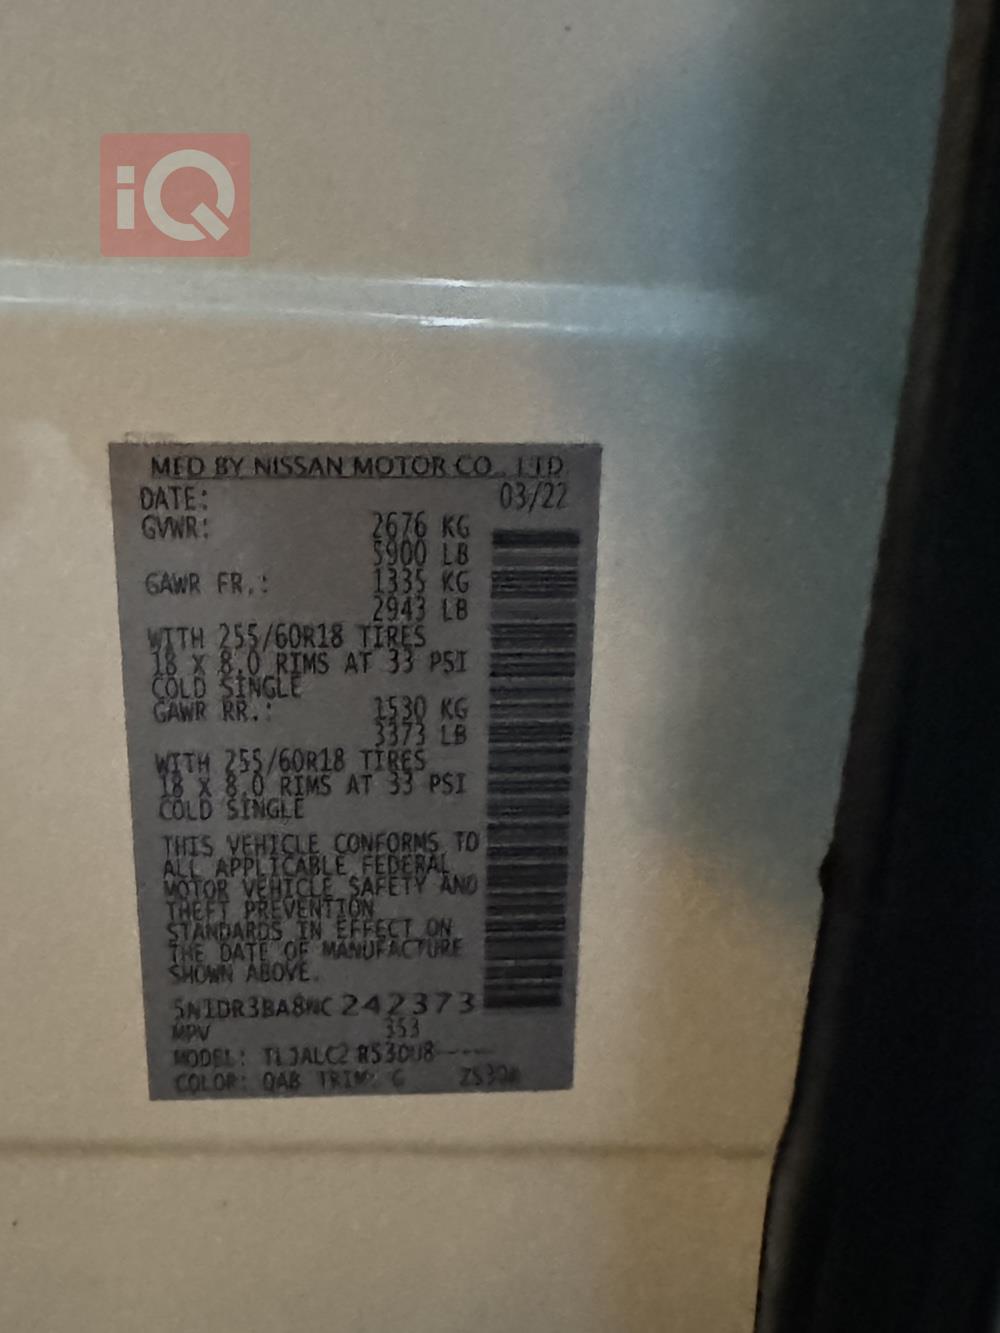 iQ
MFD BY NISSAN MOTOR CO., LTD.
DATE: 03/22
GVWR: 2676 KG
5900 LB
GAWR FR.: 1335 KG
2943 LB
WITH 255/60R18 TIRES
18 X 8.0 RIMS AT 33 PSI
COLD SINGLE
GAWR RR.: 1530 KG
3373 LB
WITH 255/60R18 TIRES
18 X 8.0 RIMS AT 33 PSI
COLD SINGLE
THIS VEHICLE CONFORMS TO
ALL APPLICABLE FEDERAL
MOTOR VEHICLE SAFETY AND
THEFT PREVENTION
STANDARDS IN EFFECT ON
THE DATE OF MANUFACTURE
SHOWN ABOVE.
5N1DR3BA8NC242373
MPV 353
MODEL:
COLOR: QAB TRIM: G